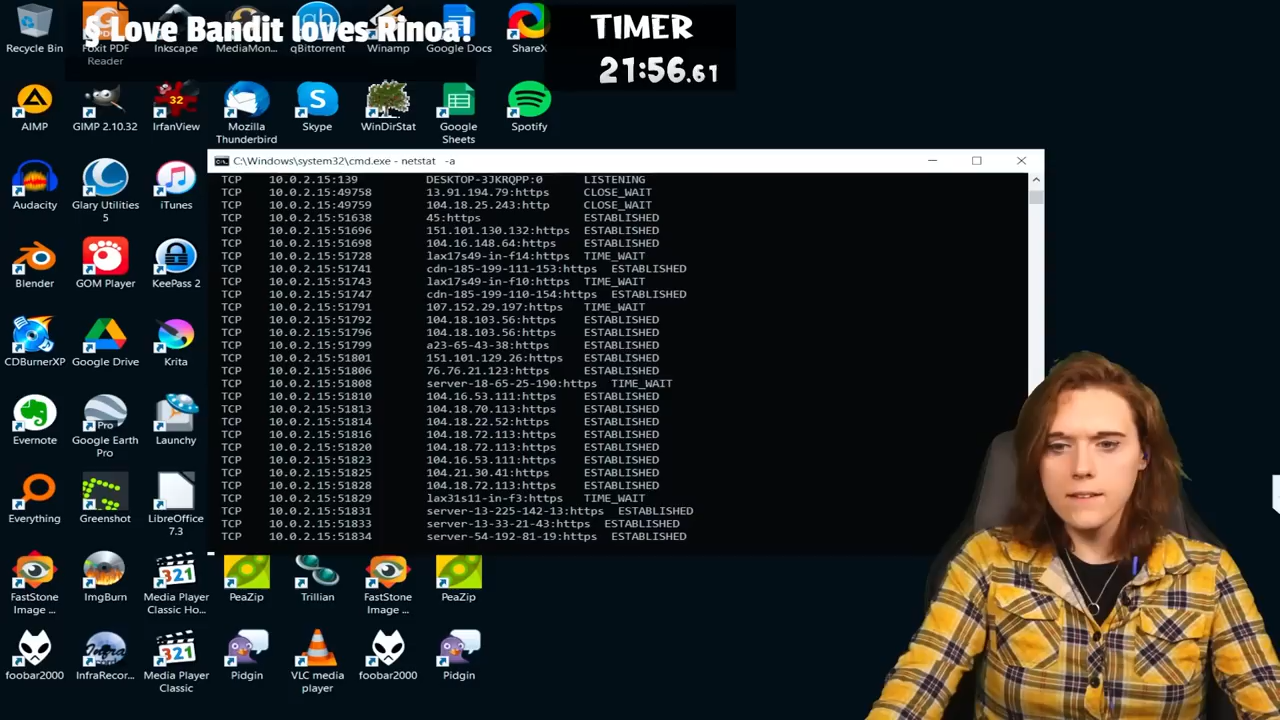 § Love Bandit loves Rinoa!
TIMER
21:56.61
Recycle Bin
Foxit PDF
Reader
Inkscape
MediaMon...
qBittorrent
Winamp
Google Docs
ShareX
AIMP
GIMP 2.10.32
IrfanView
Mozilla
Thunderbird
Skype
WinDirStat
Google
Sheets
Spotify
C:\Windows\system32\cmd.exe - netstat -a
TCP 10.0.2.15:139 DESKTOP-3JKRQPP:0 LISTENING
TCP 10.0.2.15:49758 13.91.194.79:https CLOSE_WAIT
TCP 10.0.2.15:49759 104.18.25.243:http CLOSE_WAIT
TCP 10.0.2.15:51638 45:https ESTABLISHED
TCP 10.0.2.15:51696 151.101.130.132:https ESTABLISHED
TCP 10.0.2.15:51698 104.16.148.64:https ESTABLISHED
TCP 10.0.2.15:51728 lax17s49-in-f14:https TIME_WAIT
TCP 10.0.2.15:51741 cdn-185-199-111-153:https ESTABLISHED
TCP 10.0.2.15:51743 lax17s49-in-f10:https TIME_WAIT
TCP 10.0.2.15:51747 cdn-185-199-110-154:https ESTABLISHED
TCP 10.0.2.15:51791 107.152.29.197:https TIME_WAIT
TCP 10.0.2.15:51792 104.18.103.56:https ESTABLISHED
TCP 10.0.2.15:51796 104.18.103.56:https ESTABLISHED
TCP 10.0.2.15:51799 a23-65-43-38:https ESTABLISHED
TCP 10.0.2.15:51801 151.101.129.26:https ESTABLISHED
TCP 10.0.2.15:51806 76.76.21.123:https ESTABLISHED
TCP 10.0.2.15:51808 server-18-65-25-190:https TIME_WAIT
TCP 10.0.2.15:51810 104.16.53.111:https ESTABLISHED
TCP 10.0.2.15:51813 104.18.70.113:https ESTABLISHED
TCP 10.0.2.15:51814 104.18.22.52:https ESTABLISHED
TCP 10.0.2.15:51816 104.18.72.113:https ESTABLISHED
TCP 10.0.2.15:51820 104.18.72.113:https ESTABLISHED
TCP 10.0.2.15:51823 104.16.53.111:https ESTABLISHED
TCP 10.0.2.15:51825 104.21.30.41:https ESTABLISHED
TCP 10.0.2.15:51828 104.18.72.113:https ESTABLISHED
TCP 10.0.2.15:51829 lax31s11-in-f3:https TIME_WAIT
TCP 10.0.2.15:51831 server-13-225-142-13:https ESTABLISHED
TCP 10.0.2.15:51833 server-13-33-21-43:https ESTABLISHED
TCP 10.0.2.15:51834 server-54-192-81-19:https ESTABLISHED
Audacity
Glary Utilities
5
iTunes
Blender
GOM Player
KeePass 2
CDBurnerXP
Google Drive
Krita
Evernote
Google Earth
Pro
Launchy
Everything
Greenshot
LibreOffice
7.3
FastStone
Image ...
ImgBurn
Media Player
Classic Ho...
PeaZip
Trillian
FastStone
Image ...
PeaZip
foobar2000
InfraRecor...
Media Player
Classic
Pidgin
VLC media
player
foobar2000
Pidgin